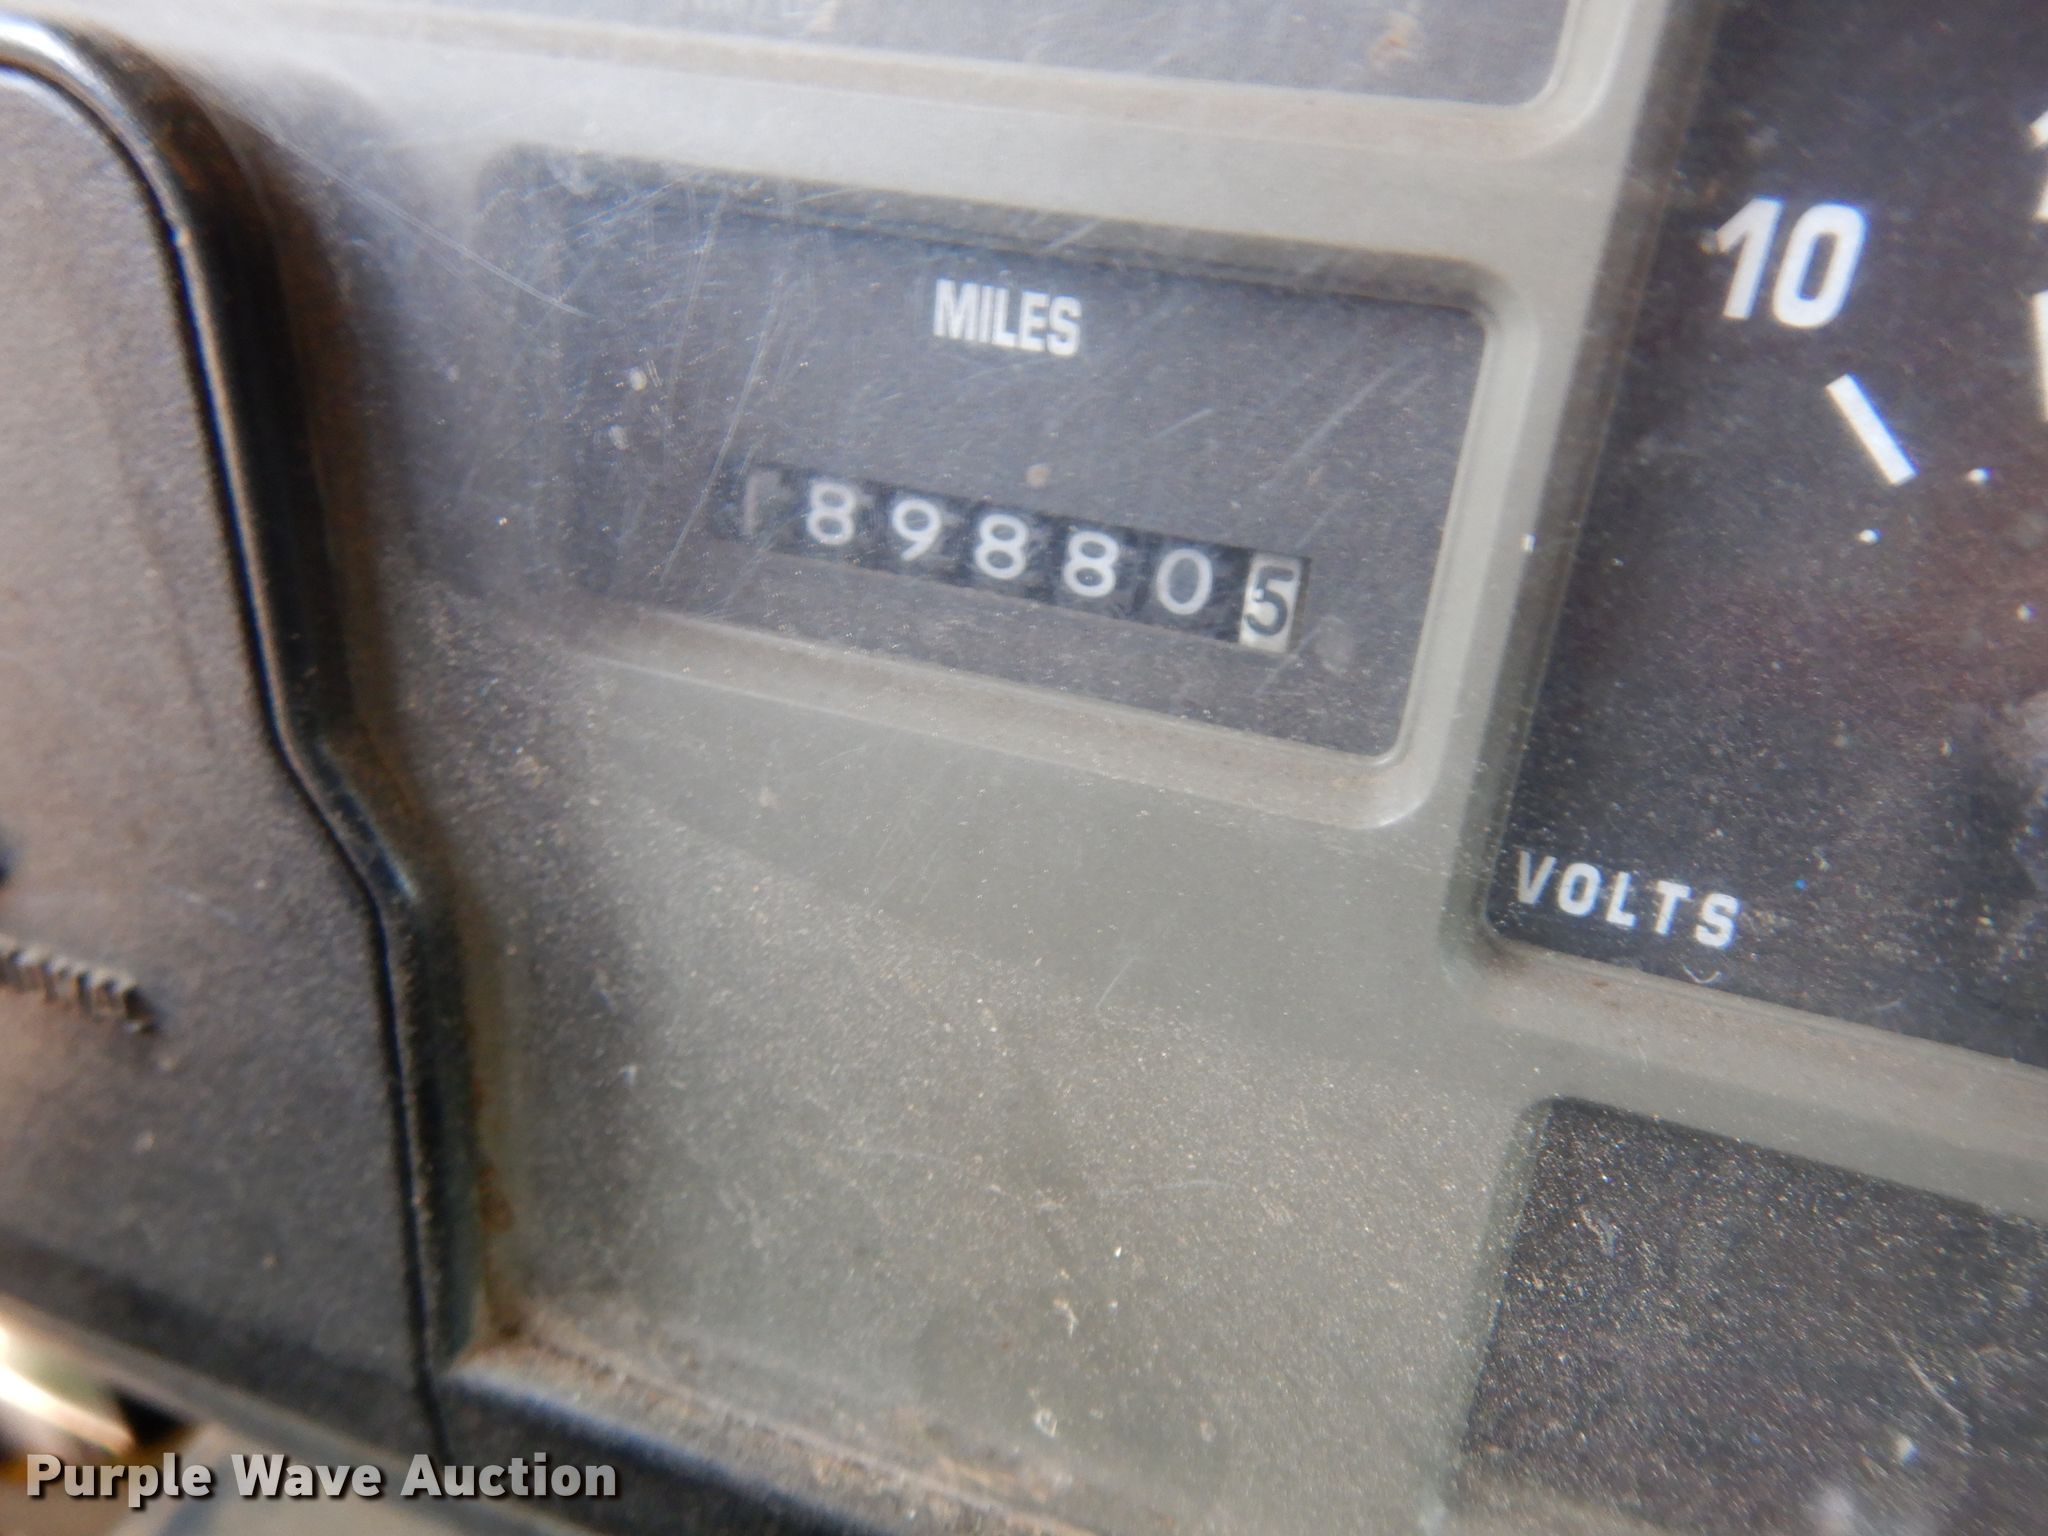 MILES
898805
10
VOLTS
Purple Wave Auction